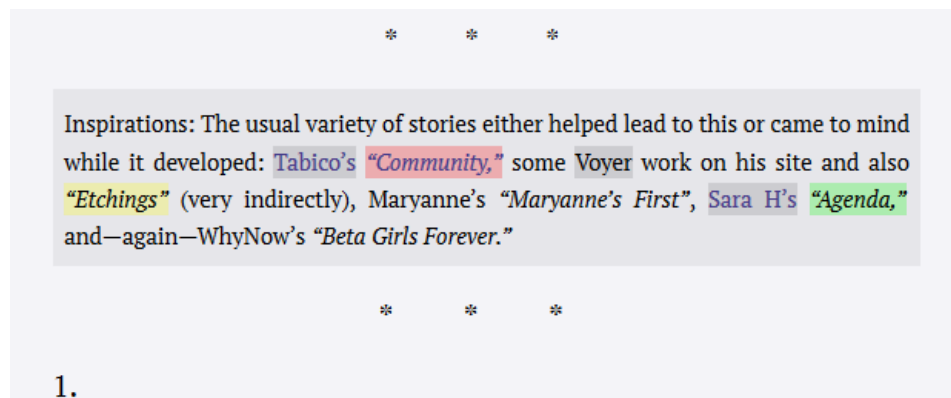 * * *
Inspirations: The usual variety of stories either helped lead to this or came to mind
while it developed: Tabico’s “Community,” some Voyer work on his site and also
“Etchings” (very indirectly), Maryanne’s “Maryanne’s First”, Sara H’s “Agenda,”
and—again—WhyNow’s “Beta Girls Forever.”
* * *
1.